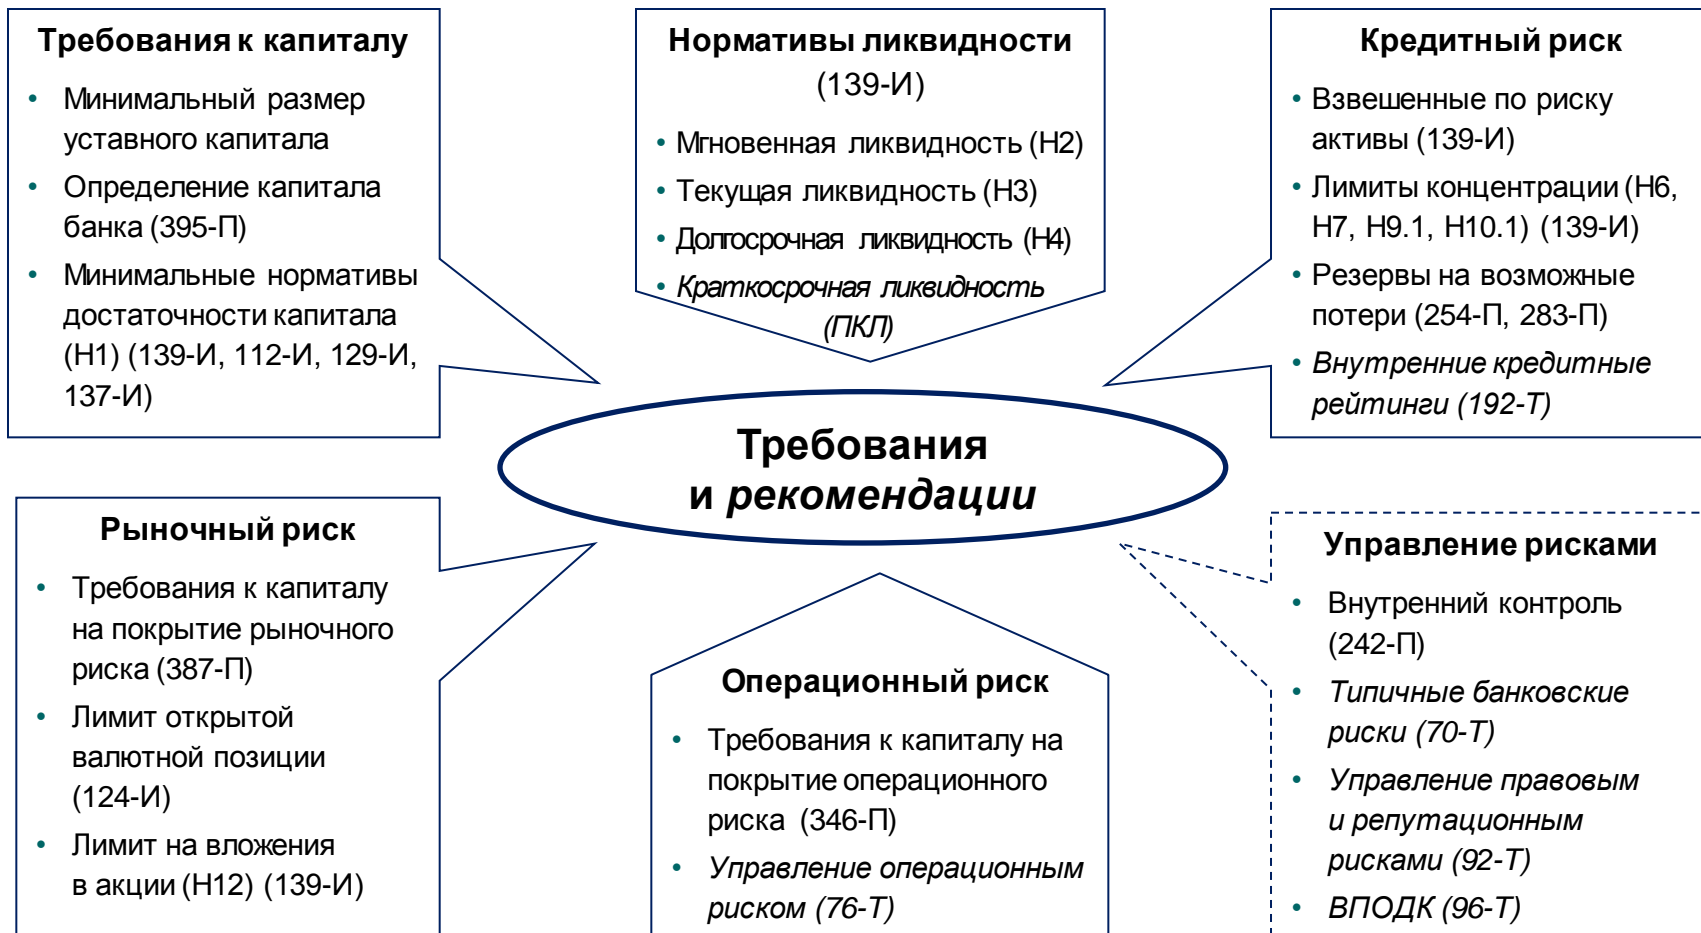 Требования к капиталу
• Минимальный размер
уставного капитала
• Определение капитала
банка (395-П)
• Минимальные нормативы
достаточности капитала
(Н1) (139-И, 112-И, 129-И,
137-И)
Нормативы ликвидности
(139-И)
• Мгновенная ликвидность (Н2)
• Текущая ликвидность (Н3)
• Долгосрочная ликвидность (Н4)
• Краткосрочная ликвидность
(ПКЛ)
Кредитный риск
• Взвешенные по риску
активы (139-И)
• Лимиты концентрации (Н6,
Н7, Н9.1, Н10.1) (139-И)
• Резервы на возможные
потери (254-П, 283-П)
• Внутренние кредитные
рейтинги (192-Т)
Требования
и рекомендации
Рыночный риск
• Требования к капиталу
на покрытие рыночного
риска (387-П)
• Лимит открытой
валютной позиции
(124-И)
• Лимит на вложения
в акции (Н12) (139-И)
Операционный риск
• Требования к капиталу на
покрытие операционного
риска (346-П)
• Управление операционным
риском (76-Т)
Управление рисками
• Внутренний контроль
(242-П)
• Типичные банковские
риски (70-Т)
• Управление правовым
и репутационным
рисками (92-Т)
• ВПОДК (96-Т)